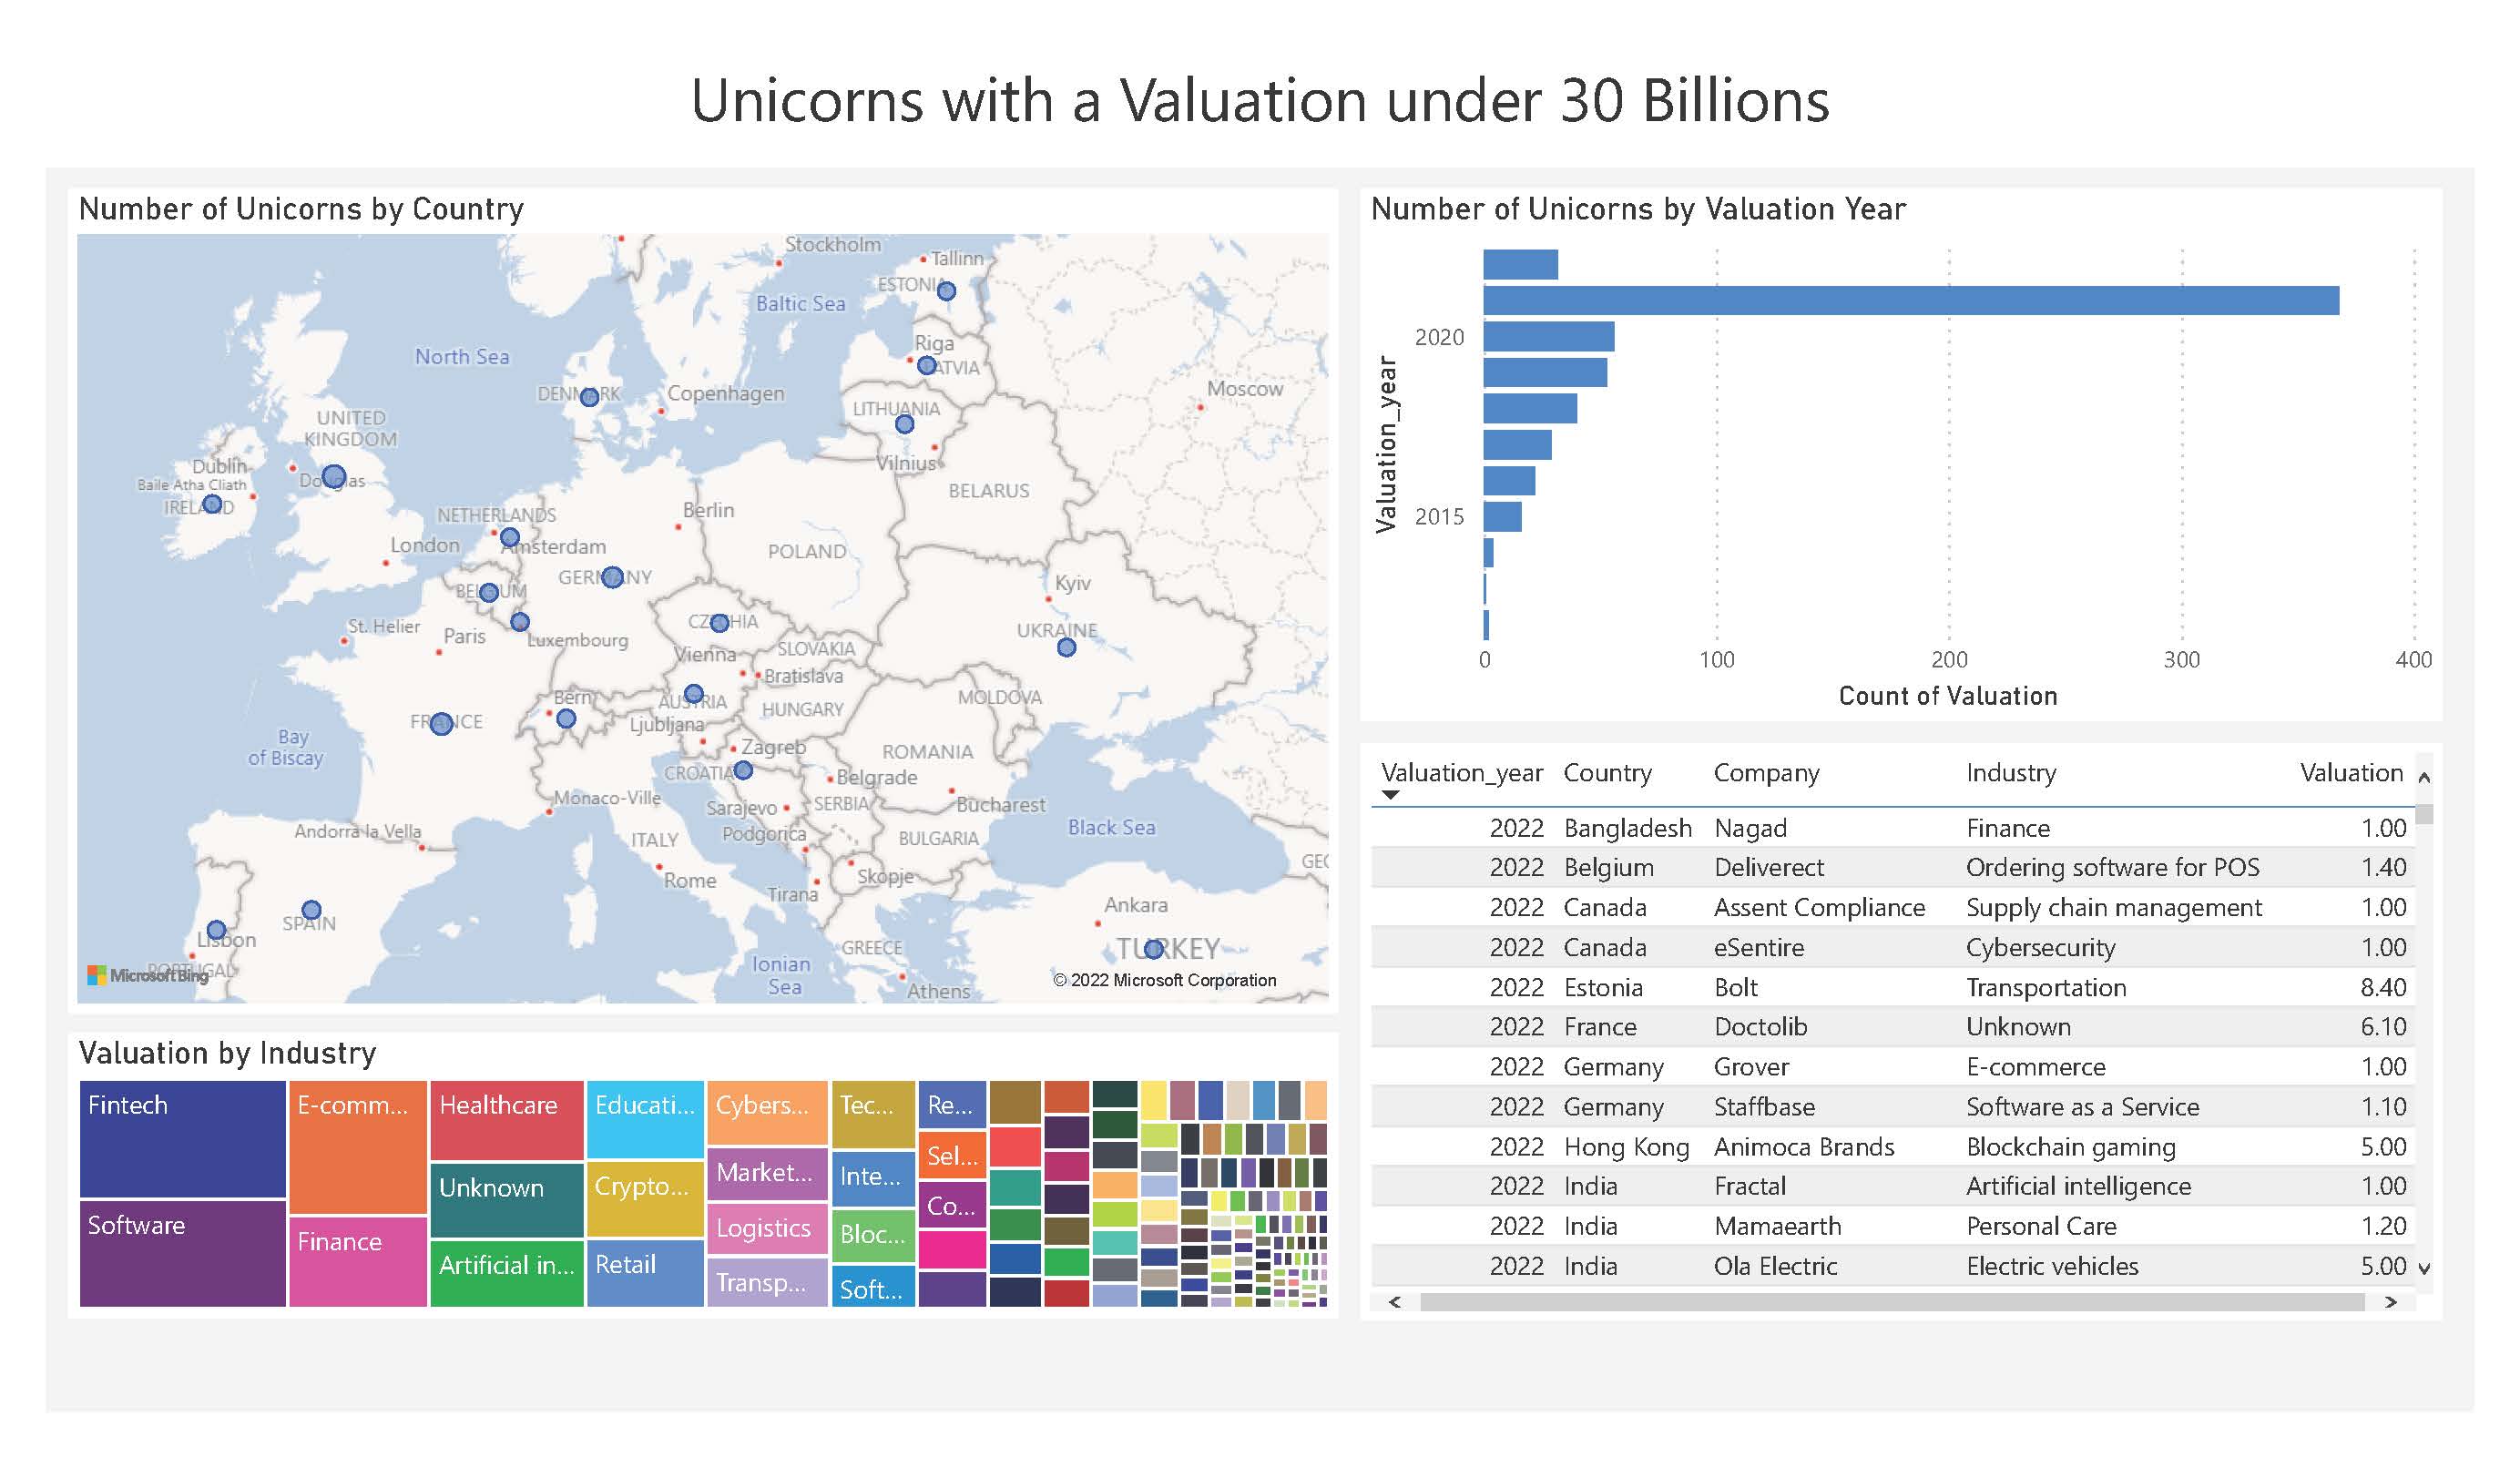 Unicorns with a Valuation under 30 Billions
Number of Unicorns by Country
Stockholm
Tallinn
ESTONIA
Baltic Sea
Riga
LATVIA
North Sea
DENMARK
Copenhagen
Moscow
LITHUANIA
UNITED
KINGDOM
Vilnius
Dublin
Baile Atha Cliath
Douglas
IRELAND
BELARUS
NETHERLANDS
Berlin
London
Amsterdam
POLAND
GERMANY
BELGIUM
Kyiv
CZECHIA
St. Helier
Paris
Luxembourg
UKRAINE
Vienna
SLOVAKIA
Bratislava
Bern
AUSTRIA
HUNGARY
MOLDOVA
FRANCE
Ljubljana
Bay
of Biscay
Zagreb
ROMANIA
CROATIA
Belgrade
Monaco-Ville
Sarajevo
SERBIA
Bucharest
Andorra la Vella
ITALY
Podgorica
BULGARIA
Black Sea
GEO
Rome
Skopje
Tirana
Ankara
SPAIN
Lisbon
GREECE
TURKEY
PORTUGAL
Microsoft Bing
Ionian
Sea
Athens
© 2022 Microsoft Corporation
Number of Unicorns by Valuation Year
Valuation_year
2020
2015
0 100 200 300 400
Count of Valuation
Valuation by Industry
Fintech
Software
E-comm...
Finance
Healthcare
Unknown
Artificial in...
Educati...
Crypto...
Retail
Cybers...
Market...
Logistics
Transp...
Tec...
Inte...
Bloc...
Soft...
Re...
Sel...
Co...
Valuation_year Country Company Industry Valuation
2022 Bangladesh Nagad Finance 1.00
2022 Belgium Deliverect Ordering software for POS 1.40
2022 Canada Assent Compliance Supply chain management 1.00
2022 Canada eSentire Cybersecurity 1.00
2022 Estonia Bolt Transportation 8.40
2022 France Doctolib Unknown 6.10
2022 Germany Grover E-commerce 1.00
2022 Germany Staffbase Software as a Service 1.10
2022 Hong Kong Animoca Brands Blockchain gaming 5.00
2022 India Fractal Artificial intelligence 1.00
2022 India Mamaearth Personal Care 1.20
2022 India Ola Electric Electric vehicles 5.00